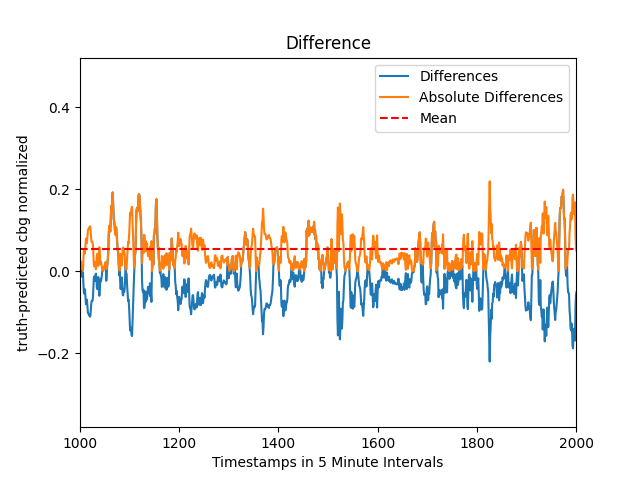 Difference
Differences
Absolute Differences
Mean
truth-predicted cbg normalized
0.4
0.2
0.0
−0.2
1000
1200
1400
1600
1800
2000
Timestamps in 5 Minute Intervals